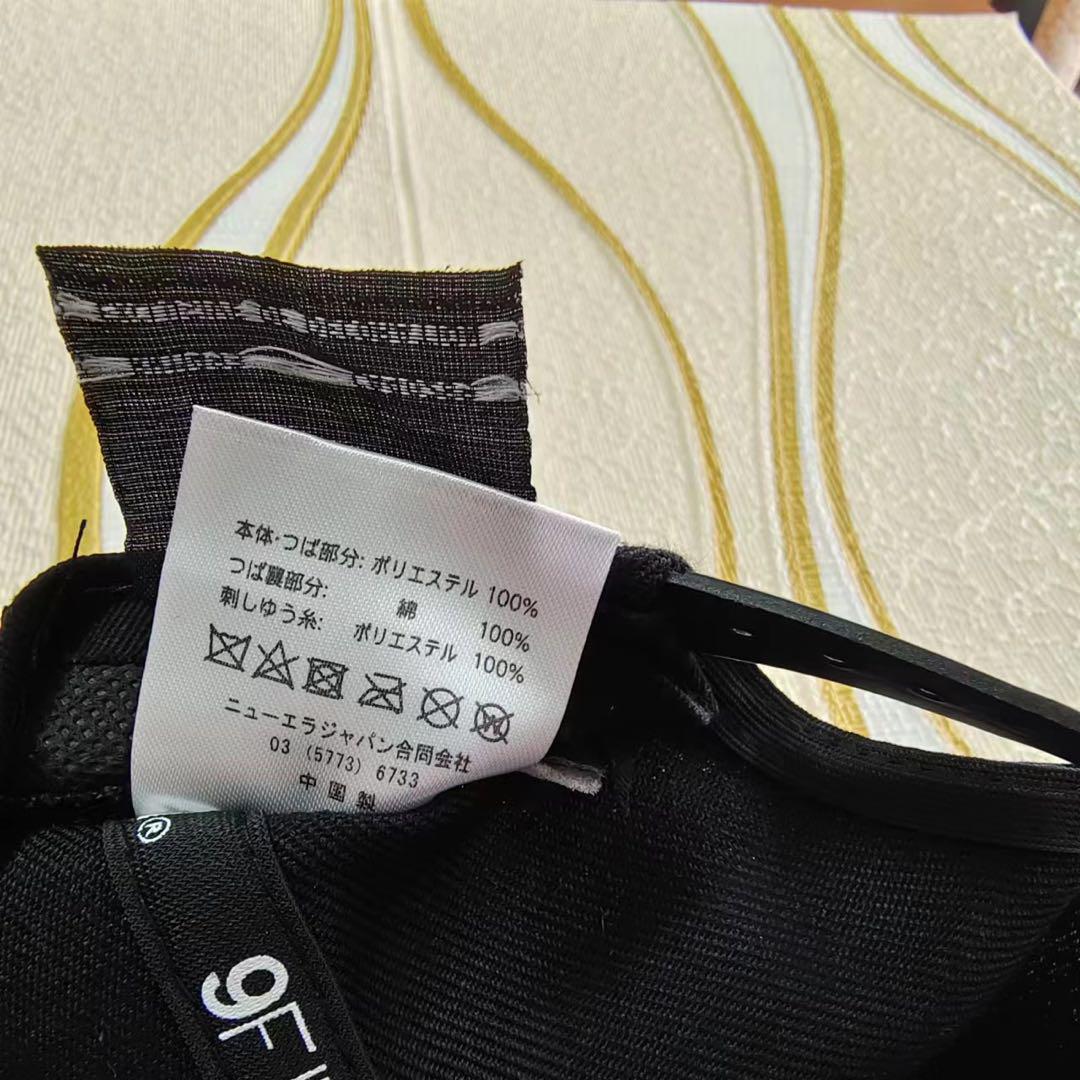 本体・つば部分: ポリエステル 100%
つば裏部分: 綿 100%
刺しゆう糸: ポリエステル 100%
ニューエラジャパン合同会社
03 (5773) 6733
中国製
®
9F